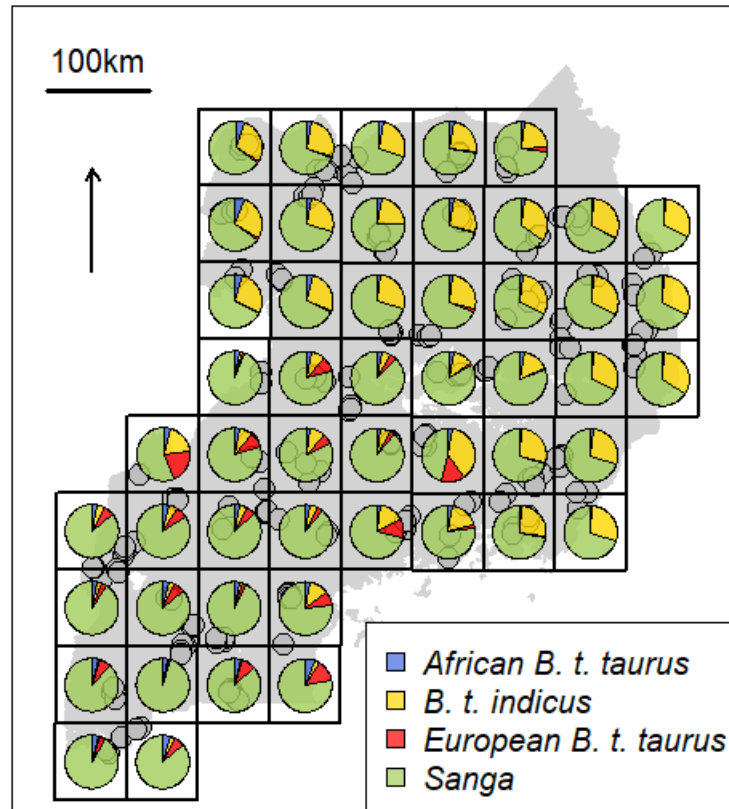 100km
African B. t. taurus
B. t. indicus
European B. t. taurus
Sanga